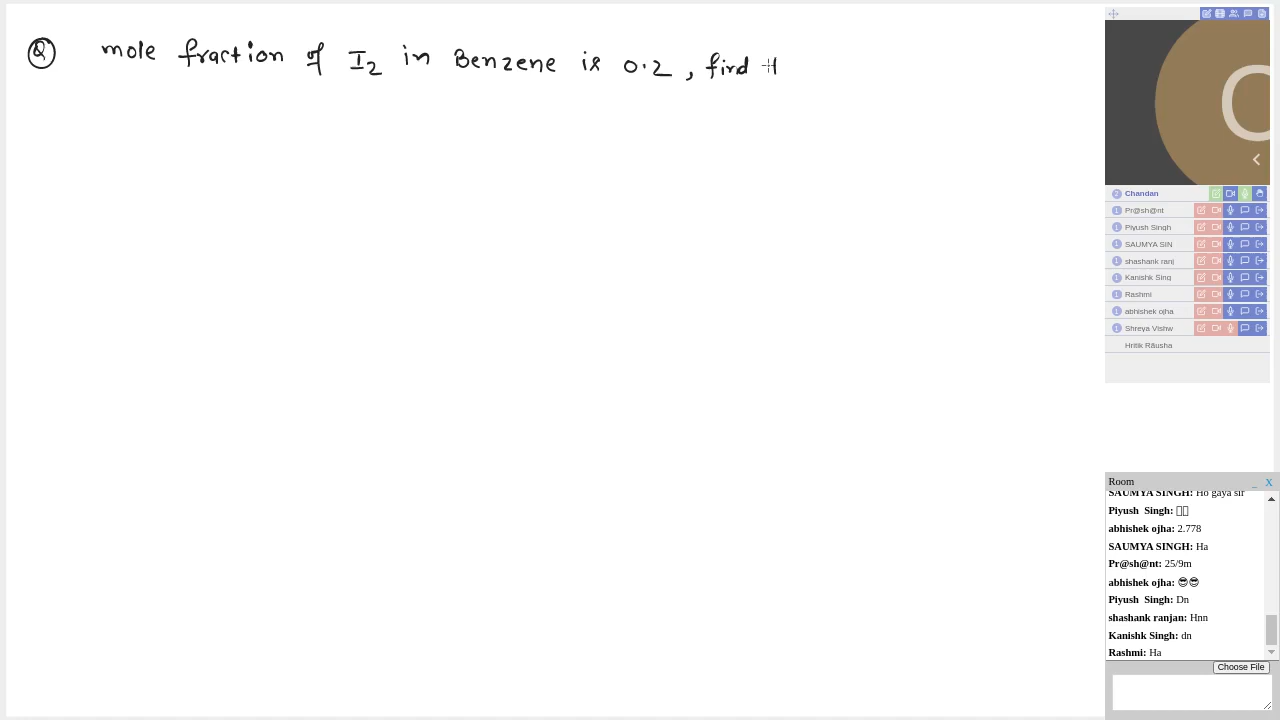 Q mole fraction of I2 in Benzene is 0.2, find
C
Chandan
Pr@sh@nt
Piyush Singh
SAUMYA SIN
shashank ranj
Kanishk Sing
Rashmi
abhishek ojha
Shreya Vishw
Hritik Răusha
Room _ X
SAUMYA SINGH: Ho gaya sir
Piyush Singh:
abhishek ojha: 2.778
SAUMYA SINGH: Ha
Pr@sh@nt: 25/9m
abhishek ojha: 😎😎
Piyush Singh: Dn
shashank ranjan: Hnn
Kanishk Singh: dn
Rashmi: Ha
Choose File